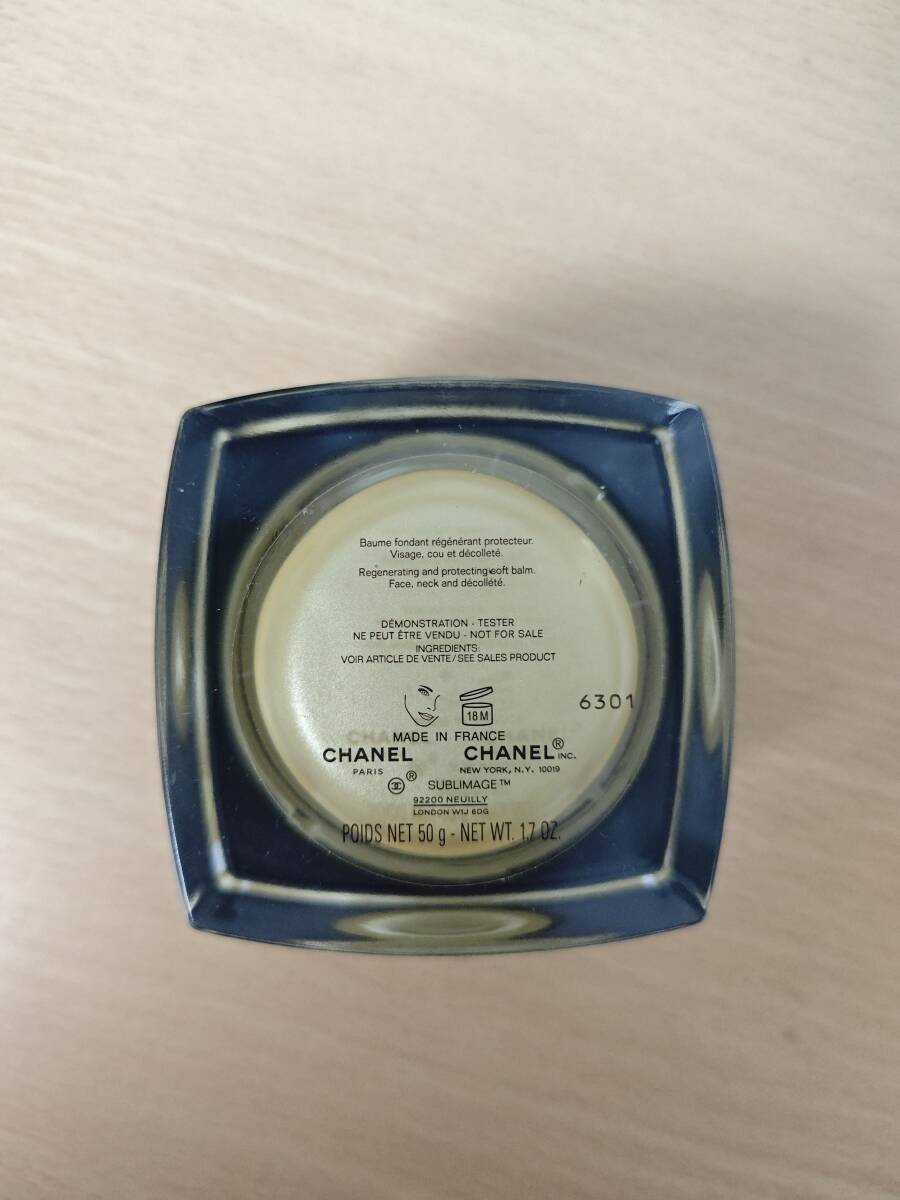 Baume fondant régénérant protecteur.
Visage, cou et décolleté.
Regenerating and protecting soft balm.
Face, neck and décolleté.
DÉMONSTRATION - TESTER
NE PEUT ÊTRE VENDU - NOT FOR SALE
INGREDIENTS:
VOIR ARTICLE DE VENTE/SEE SALES PRODUCT
18 M
6301
MADE IN FRANCE
CHANEL CHANEL® INC.
PARIS NEW YORK, N.Y. 10019
® SUBLIMAGE™
92200 NEUILLY
LONDON W1J 6DG
POIDS NET 50 g - NET WT. 1.7 OZ.